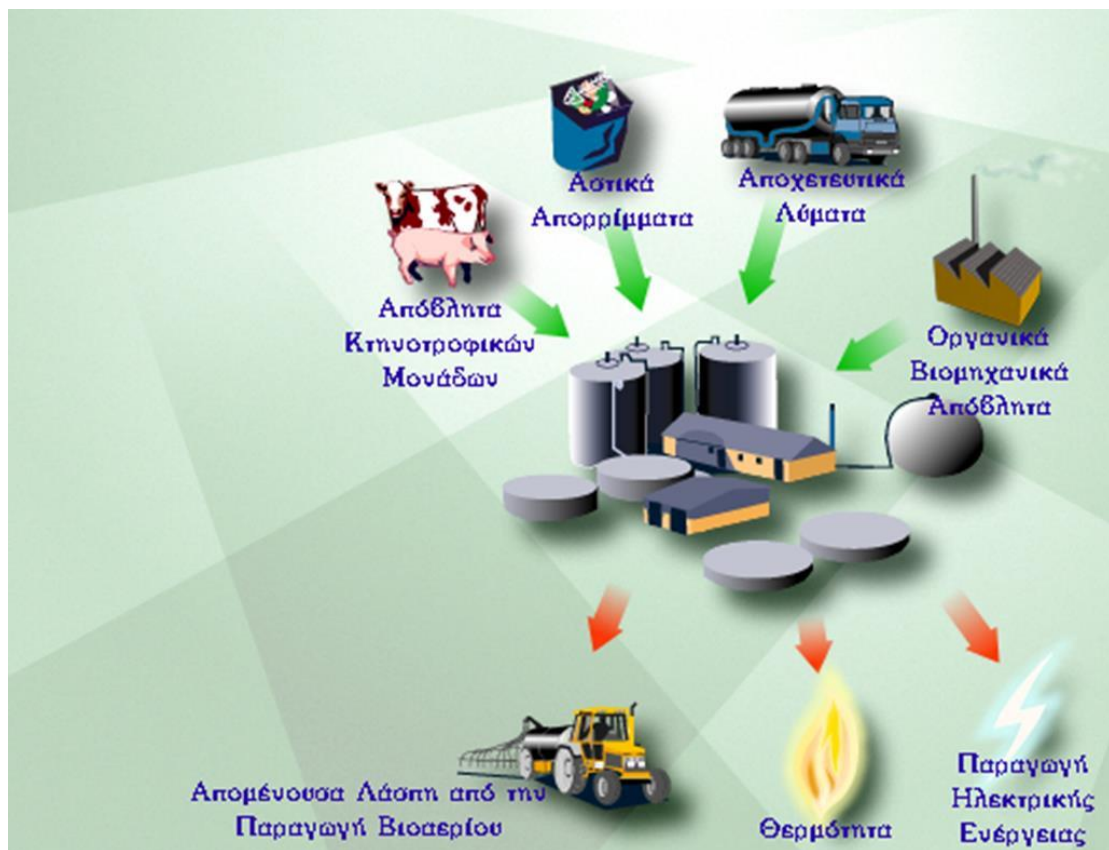 Αστικά
Απορρίμματα
Αποχετευτικά
Λύματα
Απόβλητα
Κτηνοτροφικών
Μονάδων
Οργανικά
Βιομηχανικά
Απόβλητα
Απομένουσα Λάσπη από την
Παραγωγή Βιοαερίου
Θερμότητα
Παραγωγή
Ηλεκτρικής
Ενέργειας